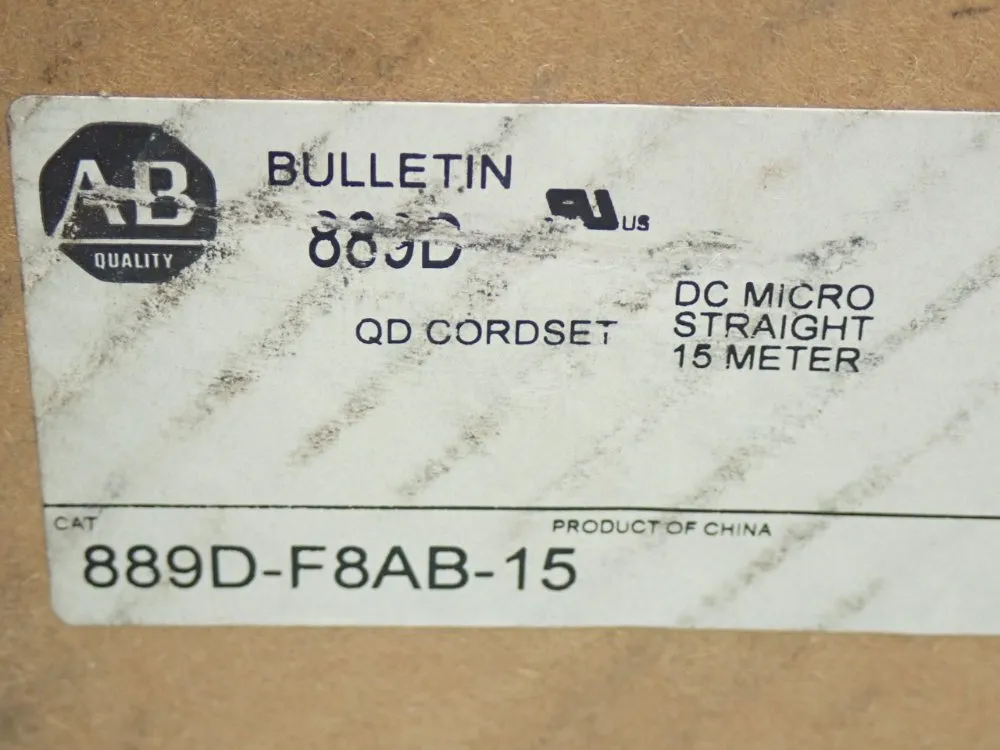 AB
QUALITY
BULLETIN
889D
US
QD CORDSET
DC MICRO
STRAIGHT
15 METER
CAT
PRODUCT OF CHINA
889D-F8AB-15